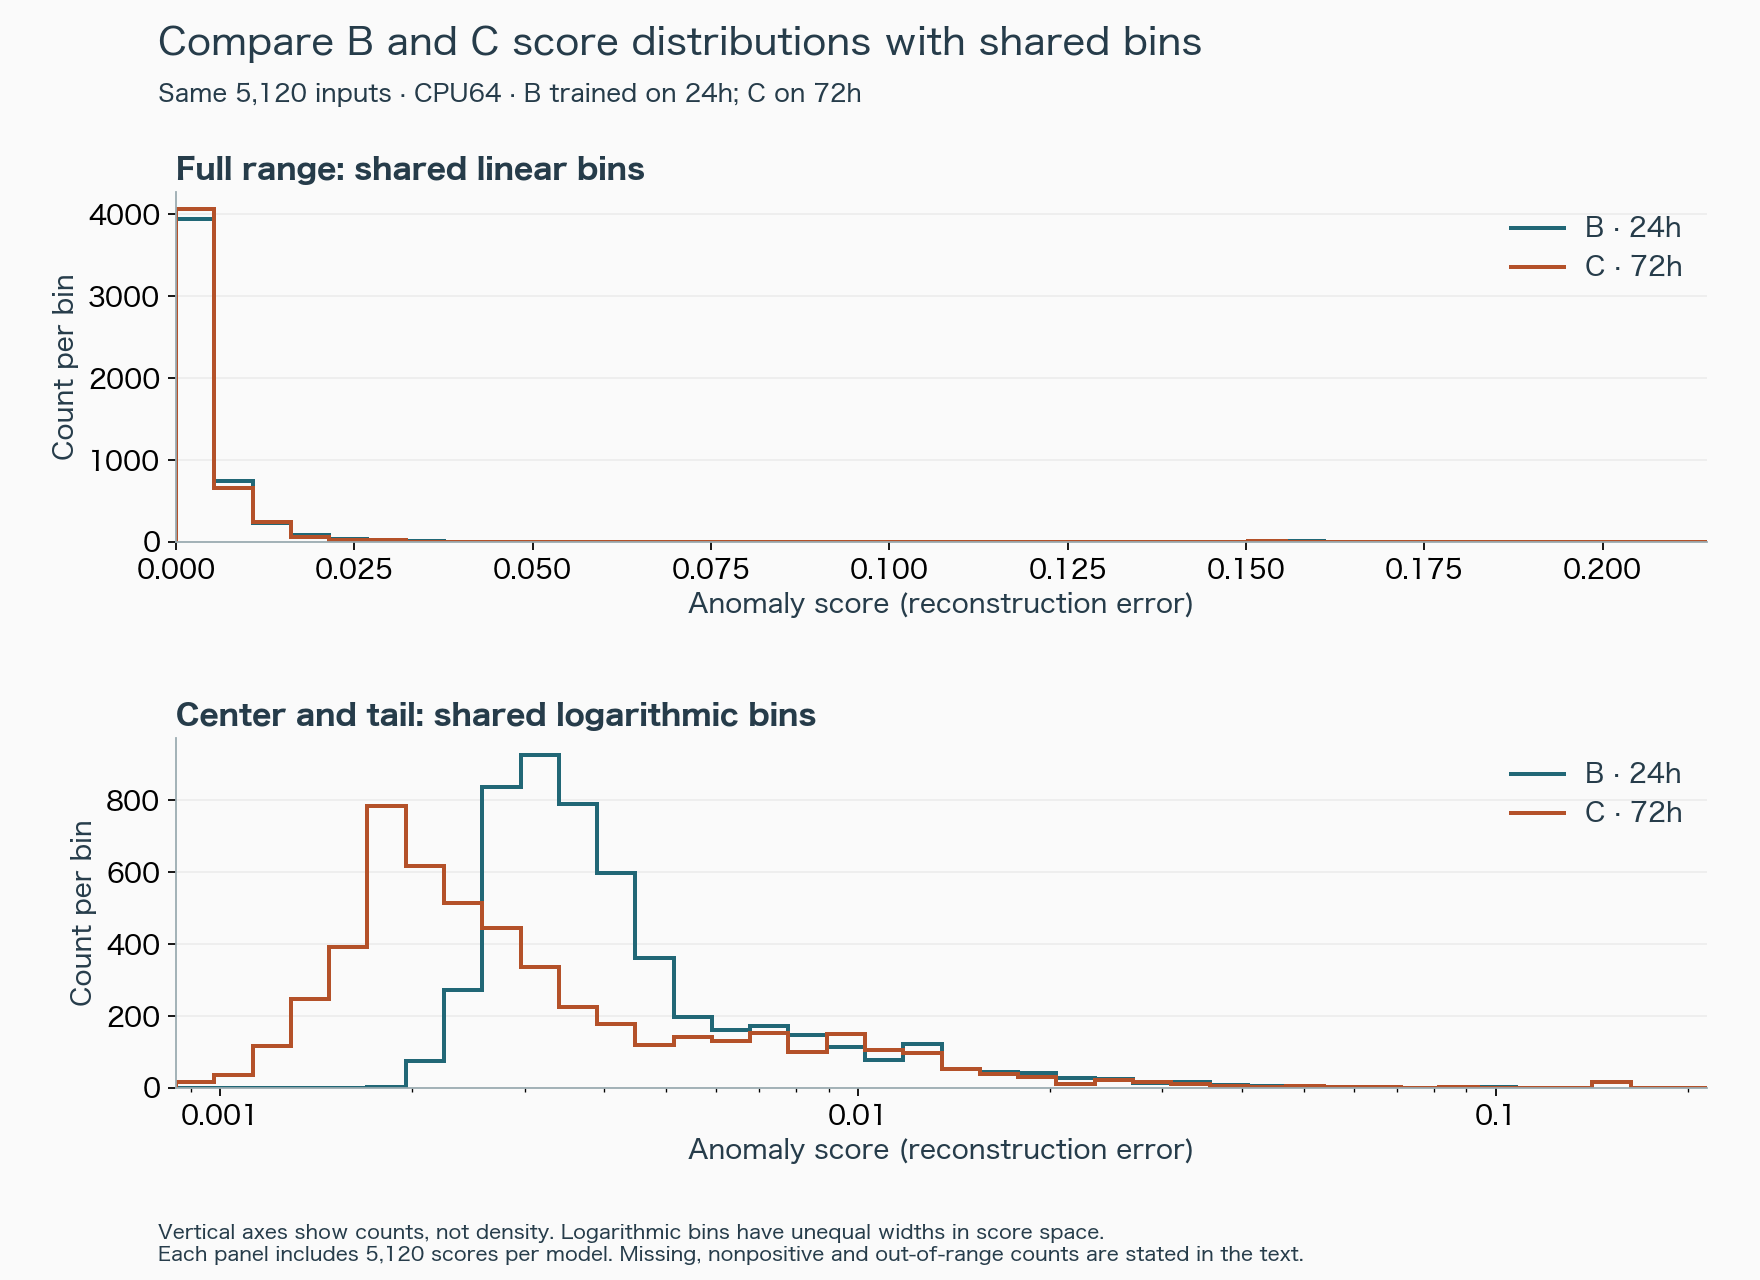 Compare B and C score distributions with shared bins
Same 5,120 inputs · CPU64 · B trained on 24h; C on 72h
Full range: shared linear bins
B · 24h
C · 72h
Count per bin
4000
3000
2000
1000
0
0.000 0.025 0.050 0.075 0.100 0.125 0.150 0.175 0.200
Anomaly score (reconstruction error)
Center and tail: shared logarithmic bins
B · 24h
C · 72h
Count per bin
800
600
400
200
0
0.001 0.01 0.1
Anomaly score (reconstruction error)
Vertical axes show counts, not density. Logarithmic bins have unequal widths in score space.
Each panel includes 5,120 scores per model. Missing, nonpositive and out-of-range counts are stated in the text.